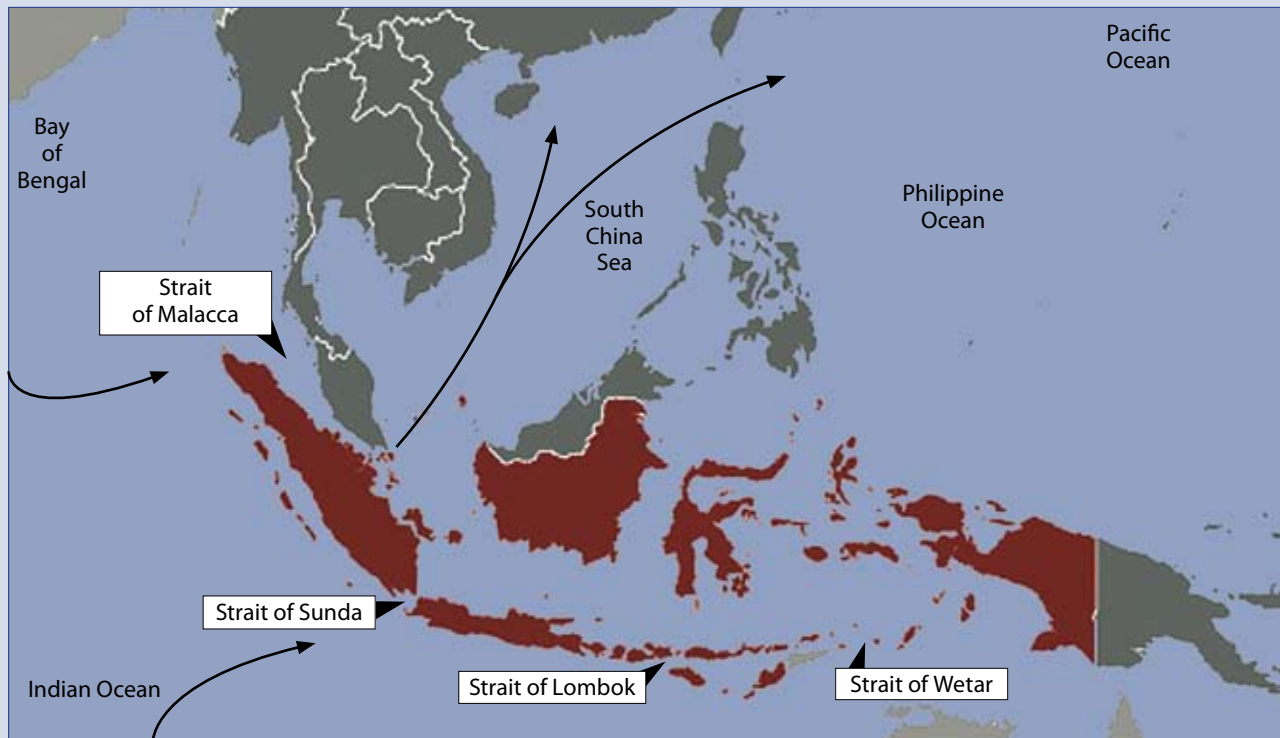 Pacific
Ocean
Bay
of
Bengal
Philippine
Ocean
South
China
Sea
Strait
of Malacca
Strait of Sunda
Indian Ocean
Strait of Lombok
Strait of Wetar